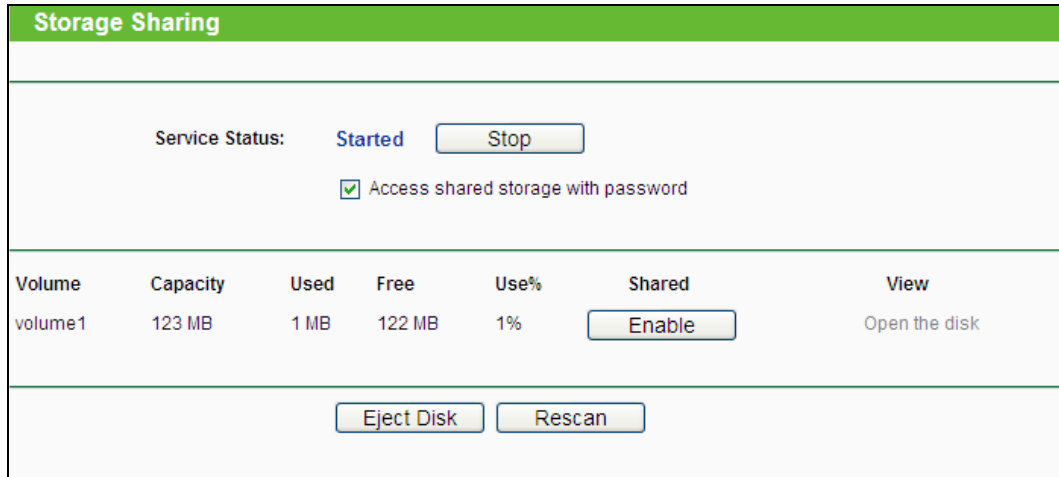 Storage Sharing
Service Status: Started Stop
Access shared storage with password
Volume Capacity Used Free Use% Shared View
volume1 123 MB 1 MB 122 MB 1% Enable Open the disk
Eject Disk Rescan